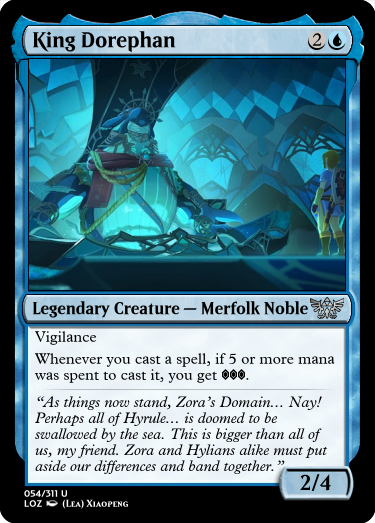 King Dorephan 2
Legendary Creature — Merfolk Noble
Vigilance
Whenever you cast a spell, if 5 or more mana
was spent to cast it, you get
“As things now stand, Zora’s Domain… Nay!
Perhaps all of Hyrule… is doomed to be
swallowed by the sea. This is bigger than all of
us, my friend. Zora and Hylians alike must put
aside our differences and band together.”
2/4
054/311 U
LOZ (Lea) Xiaopeng